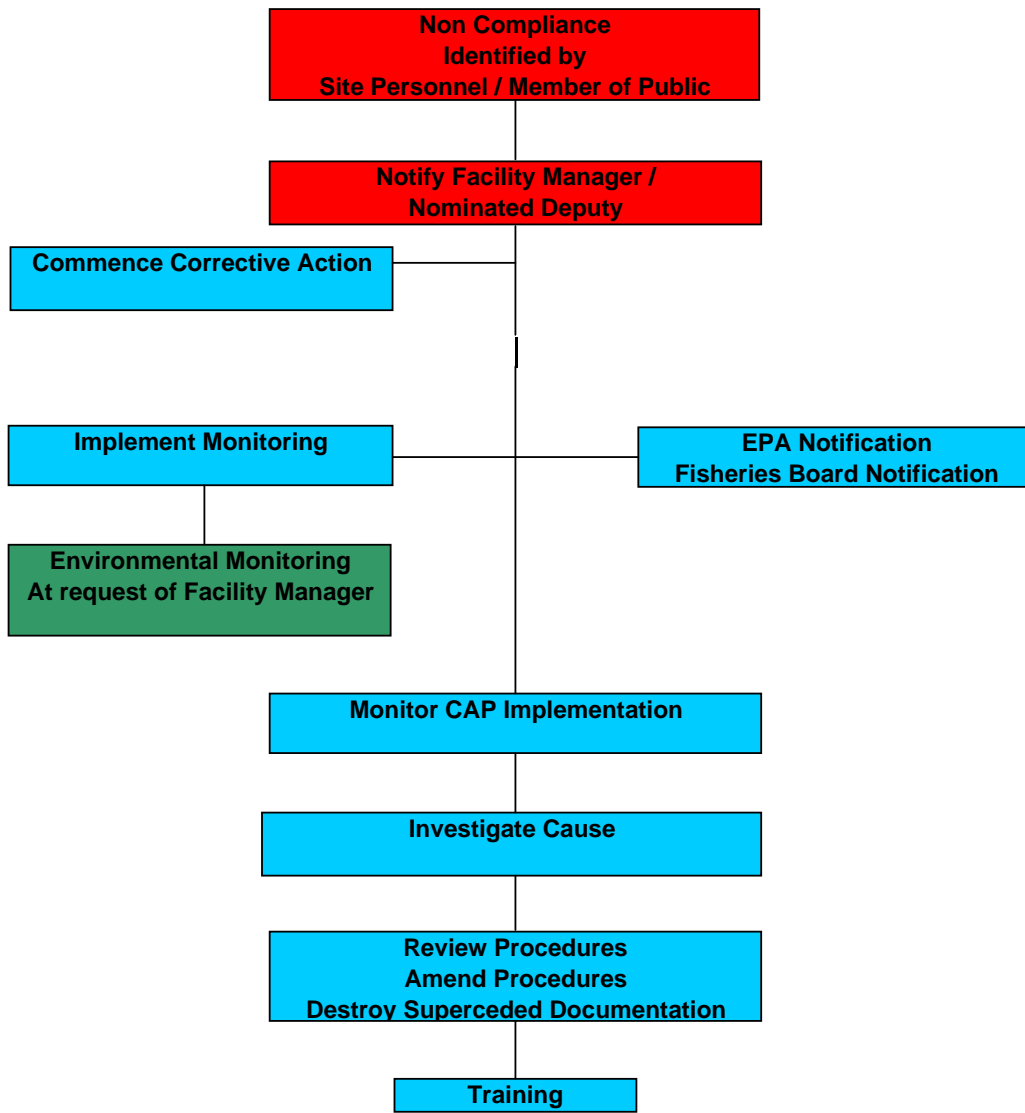 Non Compliance
Identified by
Site Personnel / Member of Public
Notify Facility Manager /
Nominated Deputy
Commence Corrective Action
Implement Monitoring
EPA Notification
Fisheries Board Notification
Environmental Monitoring
At request of Facility Manager
Monitor CAP Implementation
Investigate Cause
Review Procedures
Amend Procedures
Destroy Superceded Documentation
Training